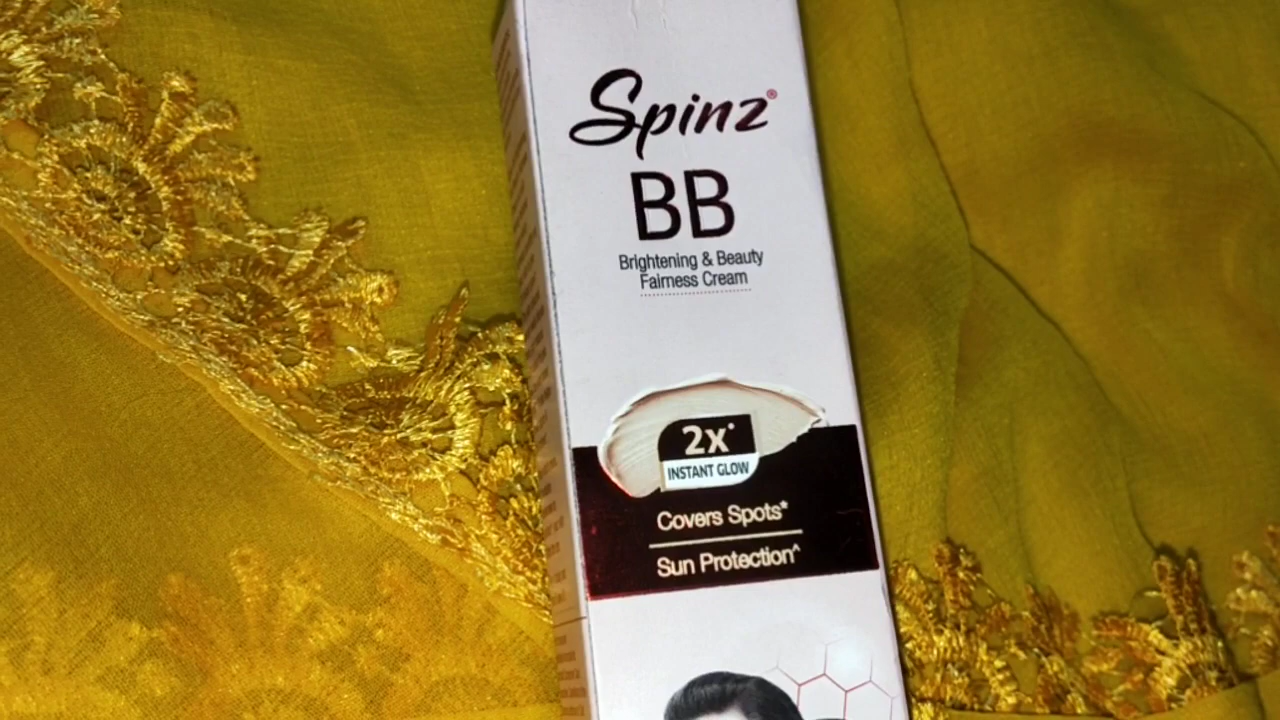 Spinz®
BB
Brightening & Beauty
Fairness Cream
2x*
INSTANT GLOW
Covers Spots*
Sun Protection^